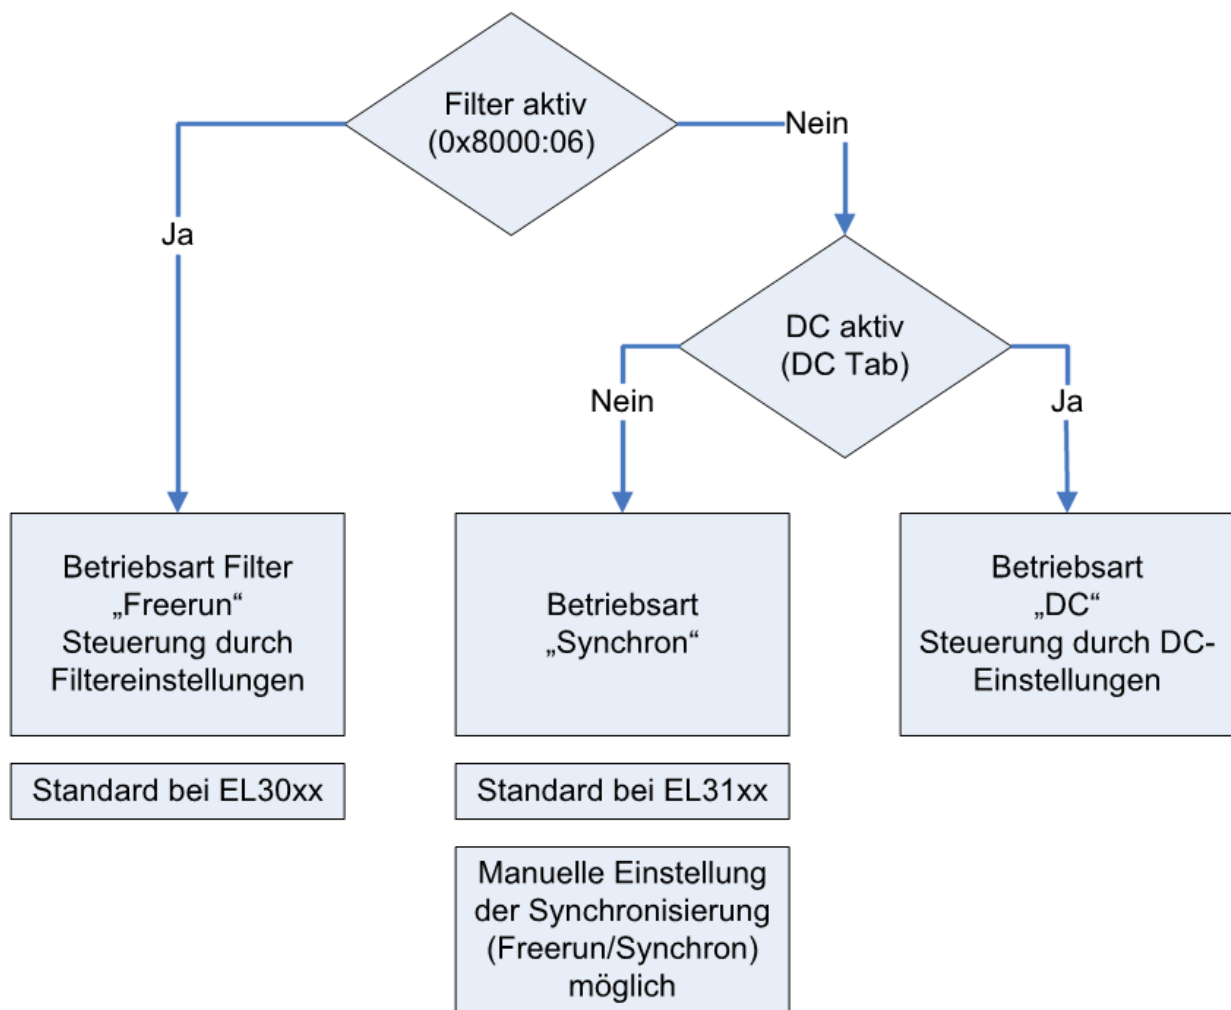 Filter aktiv
(0x8000:06)
Nein
Ja
DC aktiv
(DC Tab)
Nein
Ja
Betriebsart Filter
„Freerun“
Steuerung durch
Filtereinstellungen
Betriebsart
„Synchron“
Betriebsart
„DC“
Steuerung durch DC-
Einstellungen
Standard bei EL30xx
Standard bei EL31xx
Manuelle Einstellung
der Synchronisierung
(Freerun/Synchron)
möglich